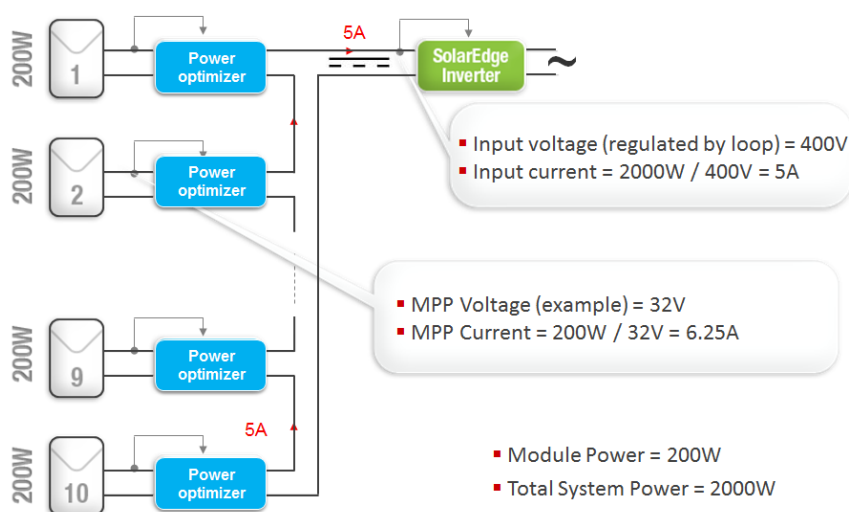 200W
1
Power
optimizer
5A
SolarEdge
Inverter
~
▪ Input voltage (regulated by loop) = 400V
▪ Input current = 2000W / 400V = 5A
200W
2
Power
optimizer
▪ MPP Voltage (example) = 32V
▪ MPP Current = 200W / 32V = 6.25A
200W
9
Power
optimizer
5A
200W
10
Power
optimizer
▪ Module Power = 200W
▪ Total System Power = 2000W